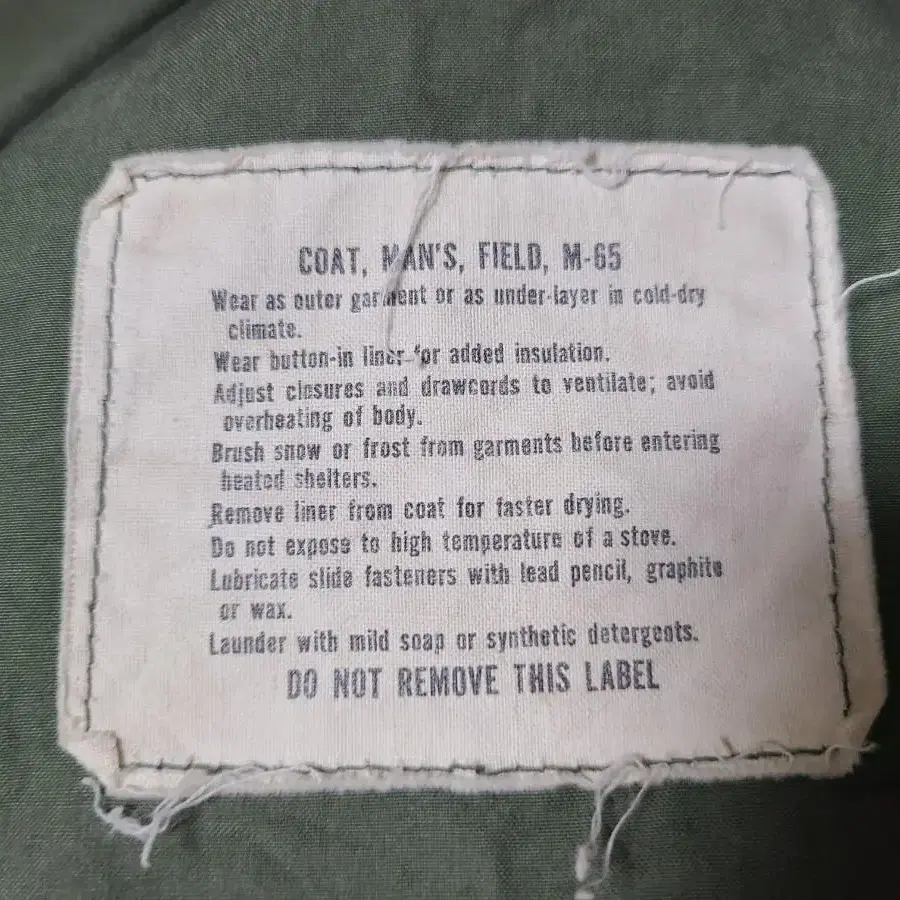 COAT, MAN'S, FIELD, M-65
Wear as outer garment or as under-layer in cold-dry
climate.
Wear button-in liner for added insulation.
Adjust closures and drawcords to ventilate; avoid
overheating of body.
Brush snow or frost from garments before entering
heated shelters.
Remove liner from coat for faster drying.
Do not expose to high temperature of a stove.
Lubricate slide fasteners with lead pencil, graphite
or wax.
Launder with mild soap or synthetic detergents.
DO NOT REMOVE THIS LABEL